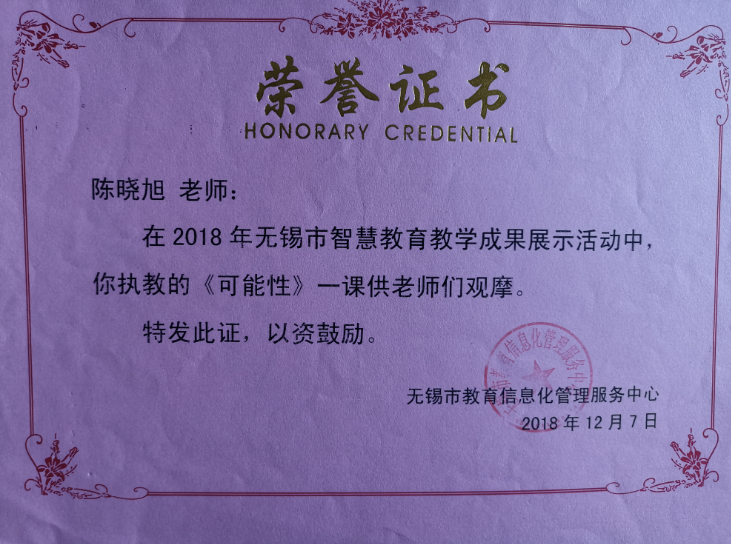 荣誉证书
HONORARY CREDENTIAL
陈晓旭 老师：
在 2018 年无锡市智慧教育教学成果展示活动中，
你执教的《可能性》一课供老师们观摩。
特发此证，以资鼓励。
无锡市教育信息化管理服务中心
2018 年 12 月 7 日